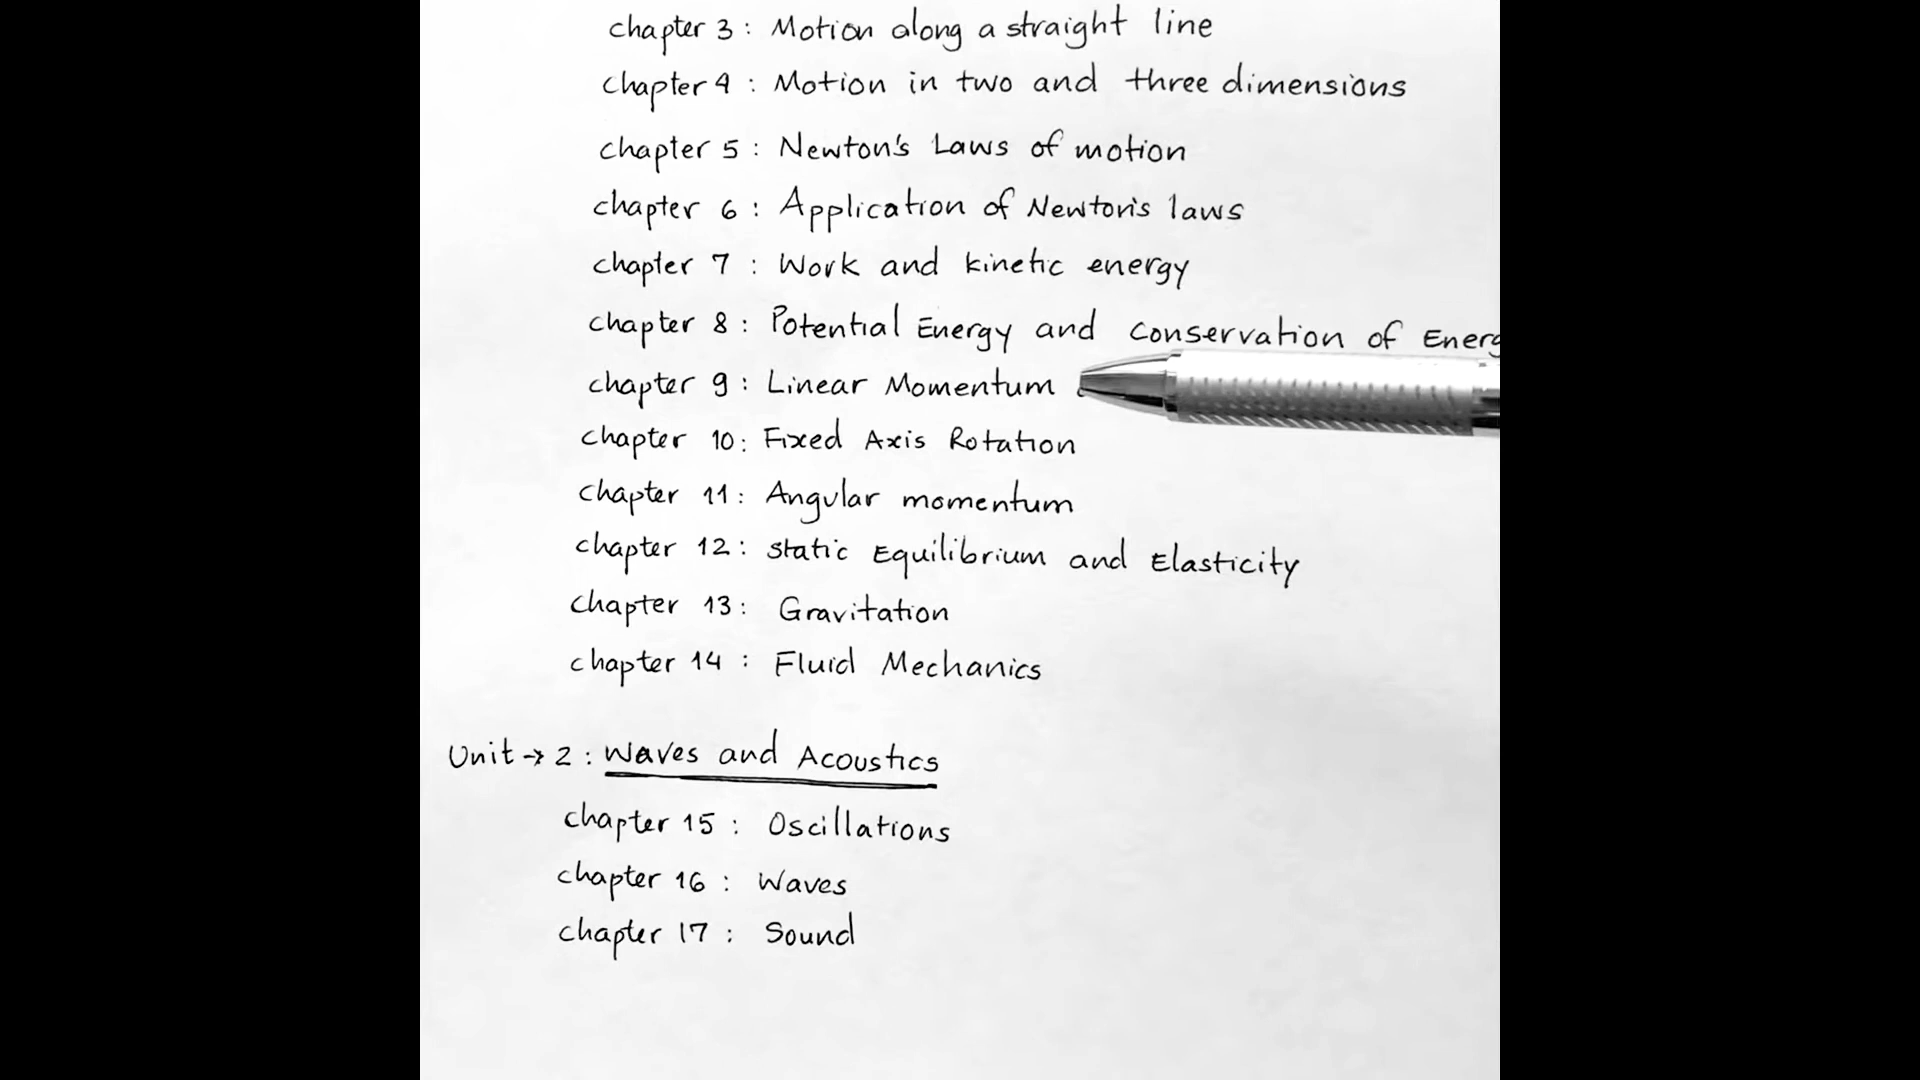 chapter 3: Motion along a straight line
chapter 4: Motion in two and three dimensions
chapter 5: Newton's Laws of motion
chapter 6: Application of Newton's laws
chapter 7: Work and kinetic energy
chapter 8: Potential Energy and conservation of Energ
chapter 9: Linear Momentum
chapter 10: Fixed Axis Rotation
chapter 11: Angular momentum
chapter 12: static Equilibrium and Elasticity
chapter 13: Gravitation
chapter 14: Fluid Mechanics
Unit → 2: Waves and Acoustics
chapter 15: Oscillations
chapter 16: Waves
chapter 17: Sound